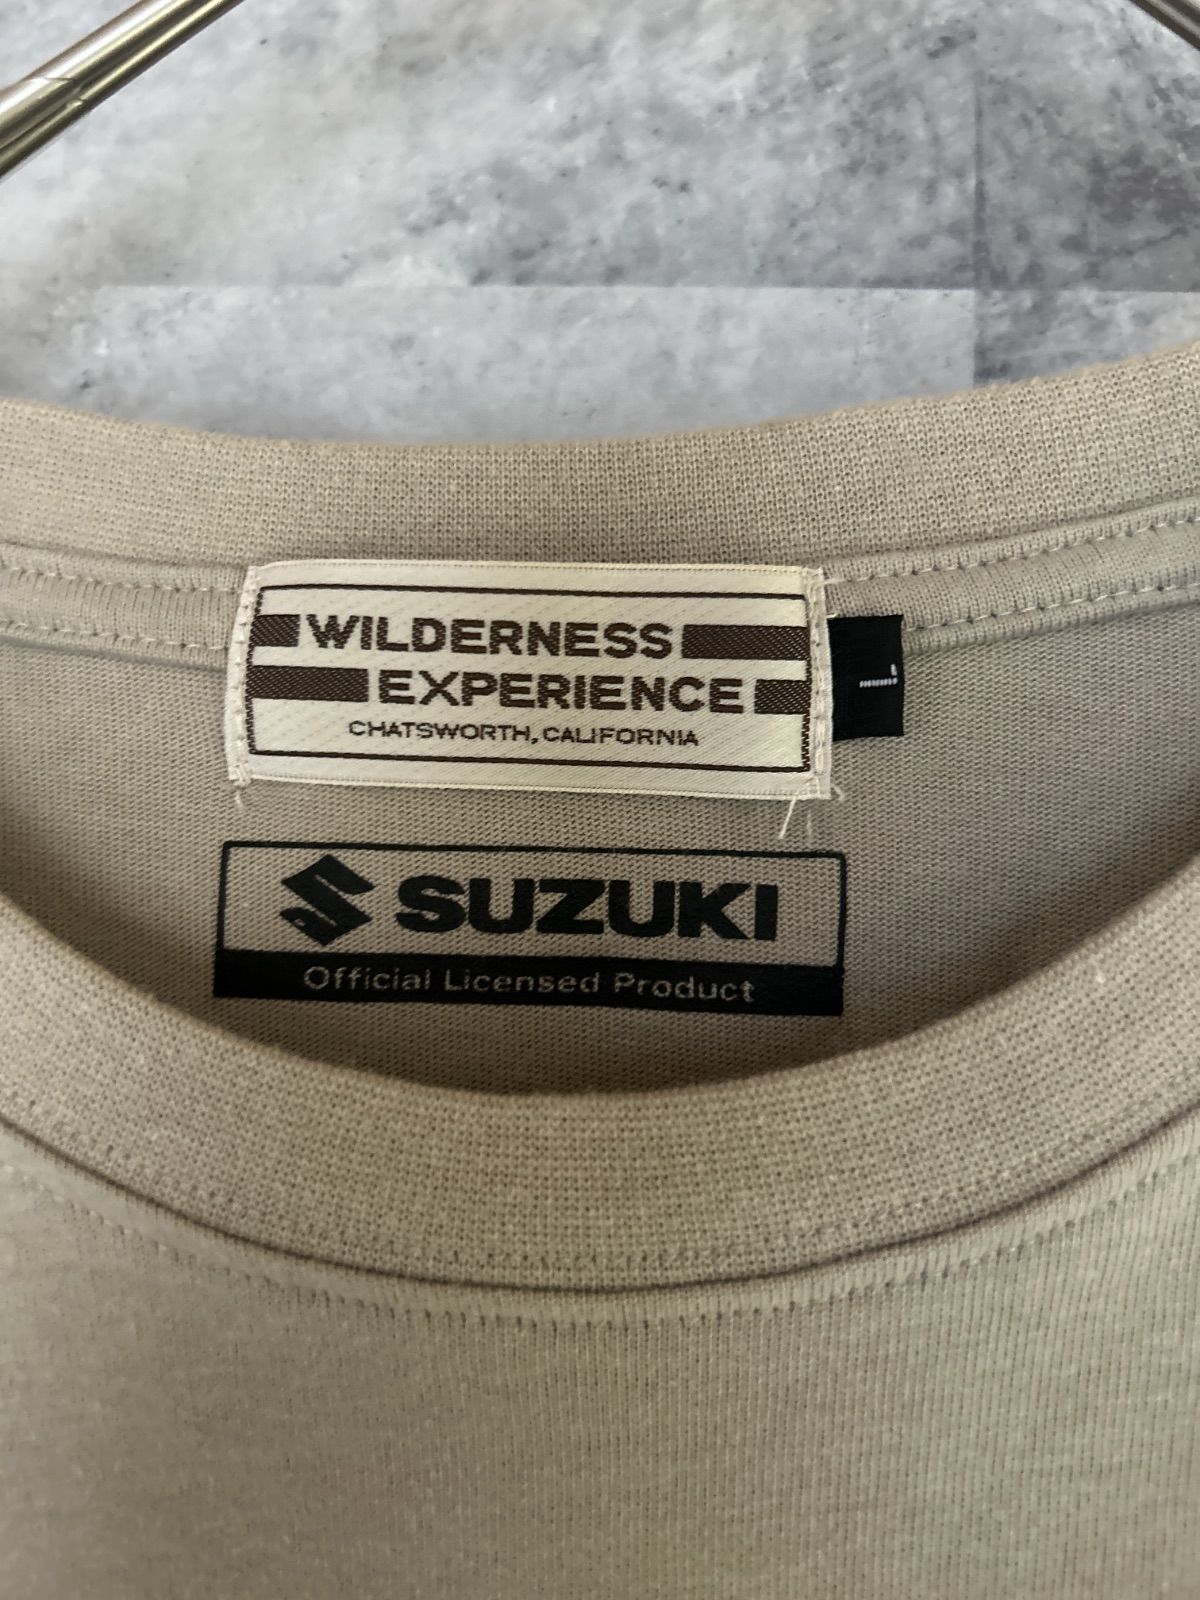 WILDERNESS
EXPERIENCE
CHATSWORTH, CALIFORNIA
L
SUZUKI
Official Licensed Product